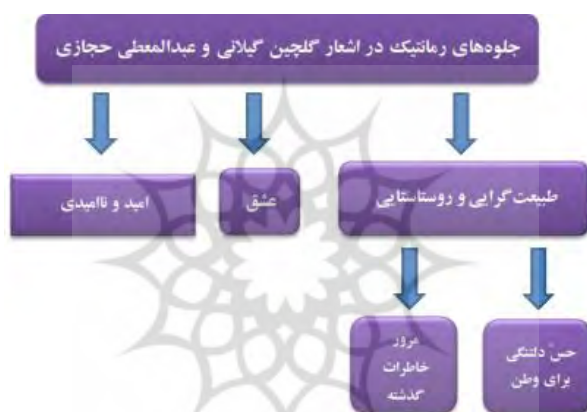 جلوه‌های رمانتیک در اشعار گلچین گیلانی و عبدالمعطی حجازی
طبیعت‌گرایی و روستاستایی
عشق
امید و ناامیدی
حسّ دلتنگی
برای وطن
مرور
خاطرات
گذشته